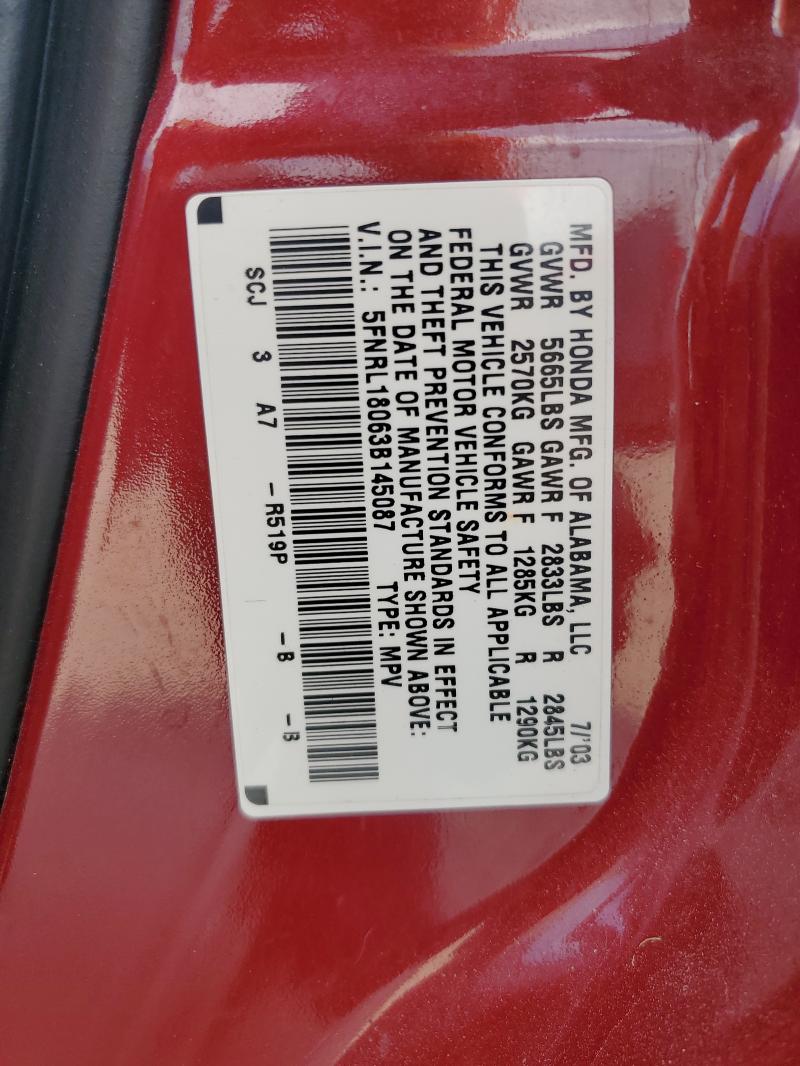 MFD. BY HONDA MFG. OF ALABAMA, LLC 7/'03
GVWR 5665LBS GAWR F 2833LBS R 2845LBS
GVWR 2570KG GAWR F 1285KG R 1290KG
THIS VEHICLE CONFORMS TO ALL APPLICABLE
FEDERAL MOTOR VEHICLE SAFETY
AND THEFT PREVENTION STANDARDS IN EFFECT
ON THE DATE OF MANUFACTURE SHOWN ABOVE:
V.I.N.: 5FNRL18063B145087 TYPE: MPV
SCJ 3 A7 -R519P -B -B